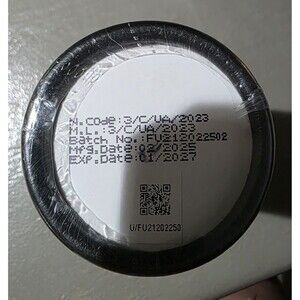 N.Code:3/C/UA/2023
M.L.:3/C/UA/2023
Batch No.:FU212022502
Mfg.Date:02/2025
EXP.Date:01/2027
U/FU21202250